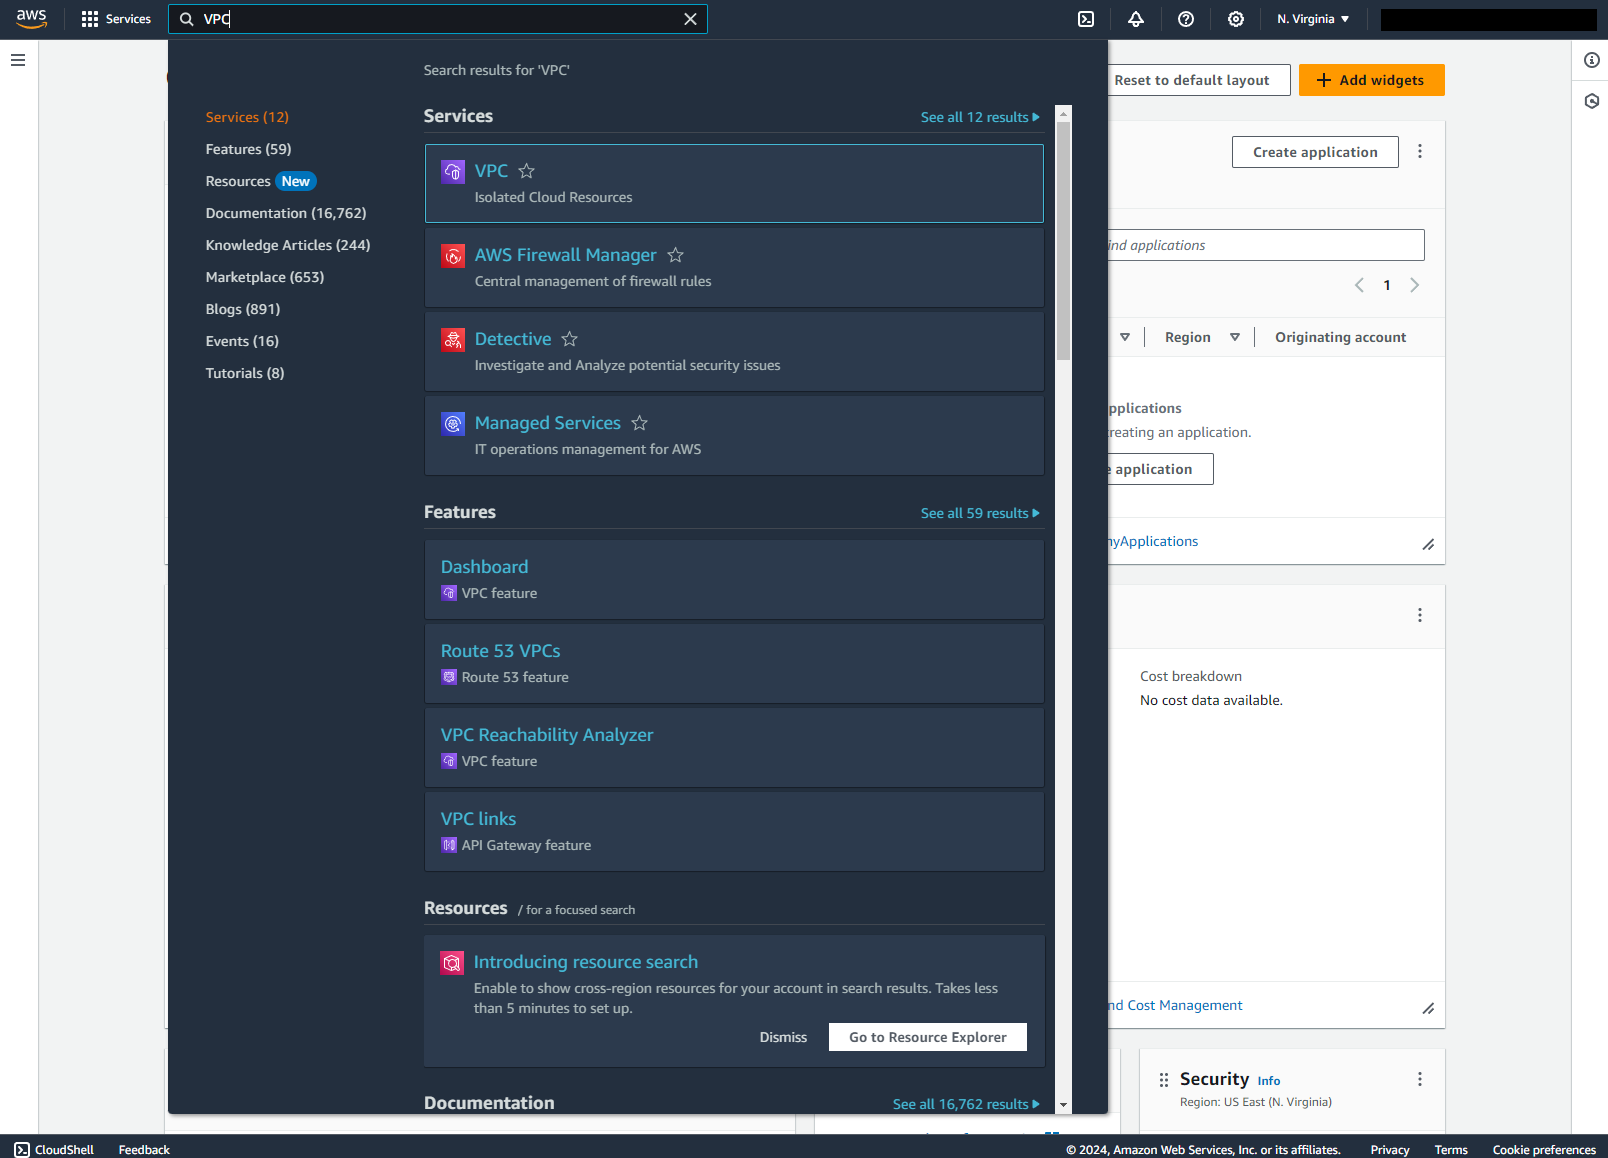 aws
Services
VPC
N. Virginia
Search results for 'VPC'
Services (12)
Features (59)
Resources New
Documentation (16,762)
Knowledge Articles (244)
Marketplace (653)
Blogs (891)
Events (16)
Tutorials (8)
Services
See all 12 results
VPC
Isolated Cloud Resources
AWS Firewall Manager
Central management of firewall rules
Detective
Investigate and Analyze potential security issues
Managed Services
IT operations management for AWS
Features
See all 59 results
Dashboard
VPC feature
Route 53 VPCs
Route 53 feature
VPC Reachability Analyzer
VPC feature
VPC links
API Gateway feature
Resources / for a focused search
Introducing resource search
Enable to show cross-region resources for your account in search results. Takes less
than 5 minutes to set up.
Dismiss
Go to Resource Explorer
Documentation
See all 16,762 results
Reset to default layout
Add widgets
Create application
ind applications
1
Region
Originating account
pplications
reating an application.
application
yApplications
Cost breakdown
No cost data available.
nd Cost Management
Security Info
Region: US East (N. Virginia)
CloudShell
Feedback
© 2024, Amazon Web Services, Inc. or its affiliates.
Privacy
Terms
Cookie preferences